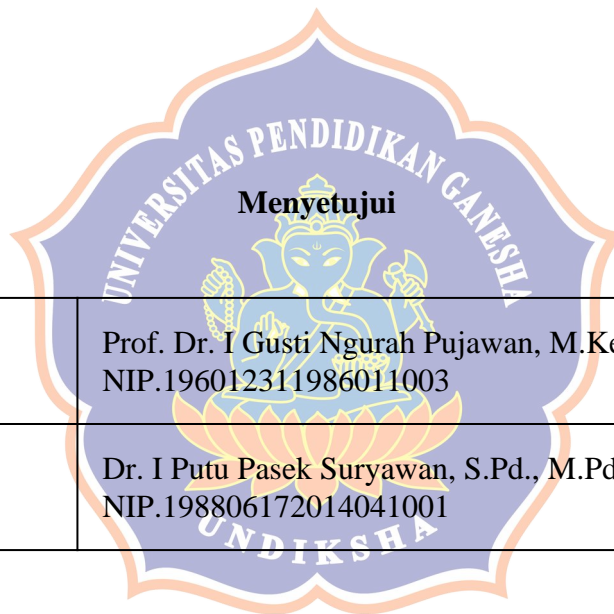 UNIVERSITAS PENDIDIKAN GANESHA
Menyetujui
Prof. Dr. I Gusti Ngurah Pujawan, M.Ke
NIP.196012311986011003
Dr. I Putu Pasek Suryawan, S.Pd., M.Pd
NIP.198806172014041001
UNDIKSHA